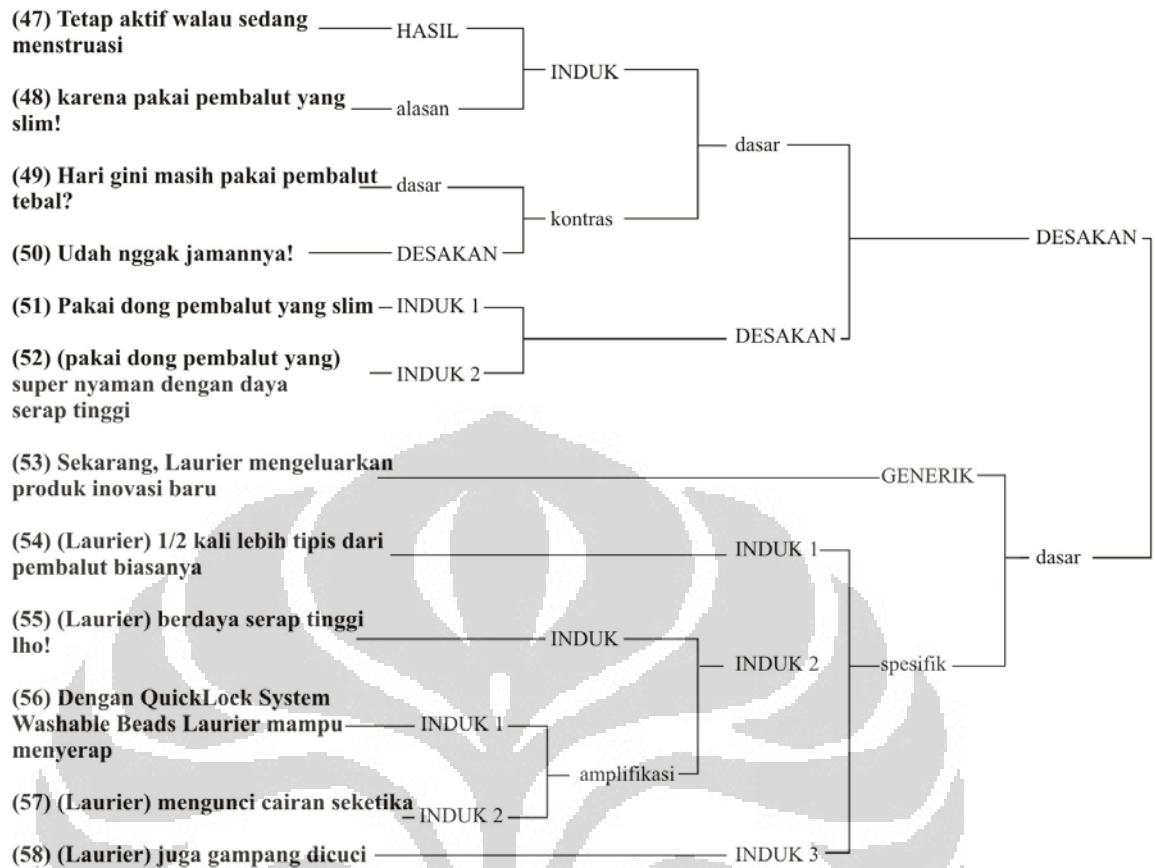 (47) Tetap aktif walau sedang
menstruasi
HASIL
INDUK
(48) karena pakai pembalut yang
slim!
alasan
dasar
(49) Hari gini masih pakai pembalut
tebal?
dasar
kontras
(50) Udah nggak jamannya!
DESAKAN
DESAKAN
(51) Pakai dong pembalut yang slim
INDUK 1
DESAKAN
(52) (pakai dong pembalut yang)
super nyaman dengan daya
serap tinggi
INDUK 2
(53) Sekarang, Laurier mengeluarkan
produk inovasi baru
GENERIK
(54) (Laurier) 1/2 kali lebih tipis dari
pembalut biasanya
INDUK 1
dasar
(55) (Laurier) berdaya serap tinggi
lho!
INDUK
INDUK 2
spesifik
(56) Dengan QuickLock System
Washable Beads Laurier mampu
menyerap
INDUK 1
amplifikasi
(57) (Laurier) mengunci cairan seketika
INDUK 2
(58) (Laurier) juga gampang dicuci
INDUK 3